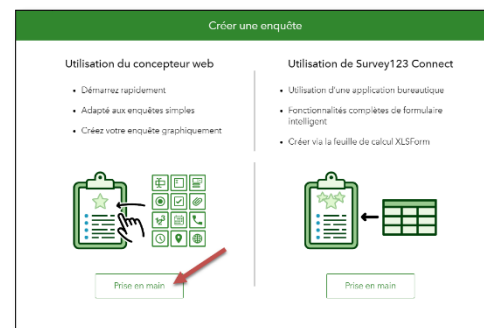 Créer une enquête
Utilisation du concepteur web
• Démarrez rapidement
• Adapté aux enquêtes simples
• Créez votre enquête graphiquement
Prise en main
Utilisation de Survey123 Connect
• Utilisation d'une application bureautique
• Fonctionnalités complètes de formulaire
intelligent
• Créer via la feuille de calcul XLSForm
Prise en main